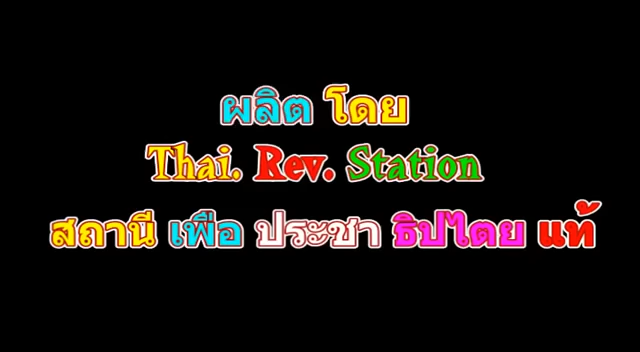 ผลิต โดย
Thai. Rev. Station
สถานี เพื่อ ประชา ธิปไตย แท้